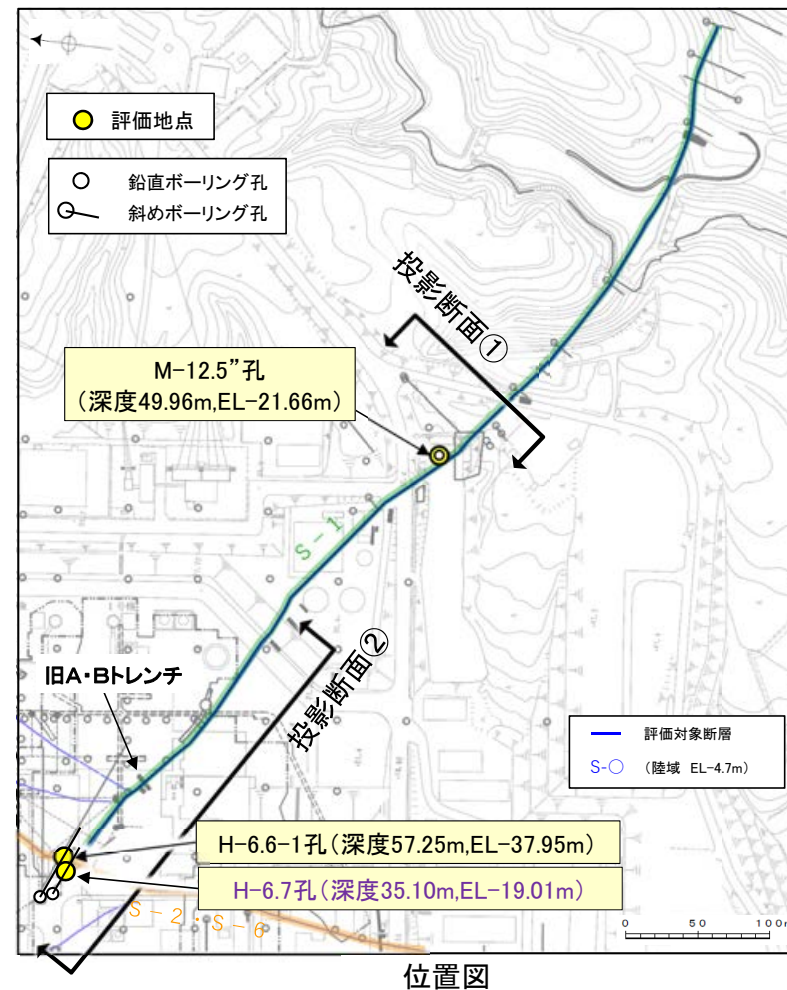 評価地点
鉛直ボーリング孔
斜めボーリング孔
投影断面①
M-12.5”孔
(深度49.96m,EL-21.66m)
S-1
投影断面②
旧A・Bトレンチ
評価対象断層
S-○ (陸域 EL-4.7m)
H-6.6-1孔(深度57.25m,EL-37.95m)
H-6.7孔(深度35.10m,EL-19.01m)
S-2・S-6
0 50 100m
位置図